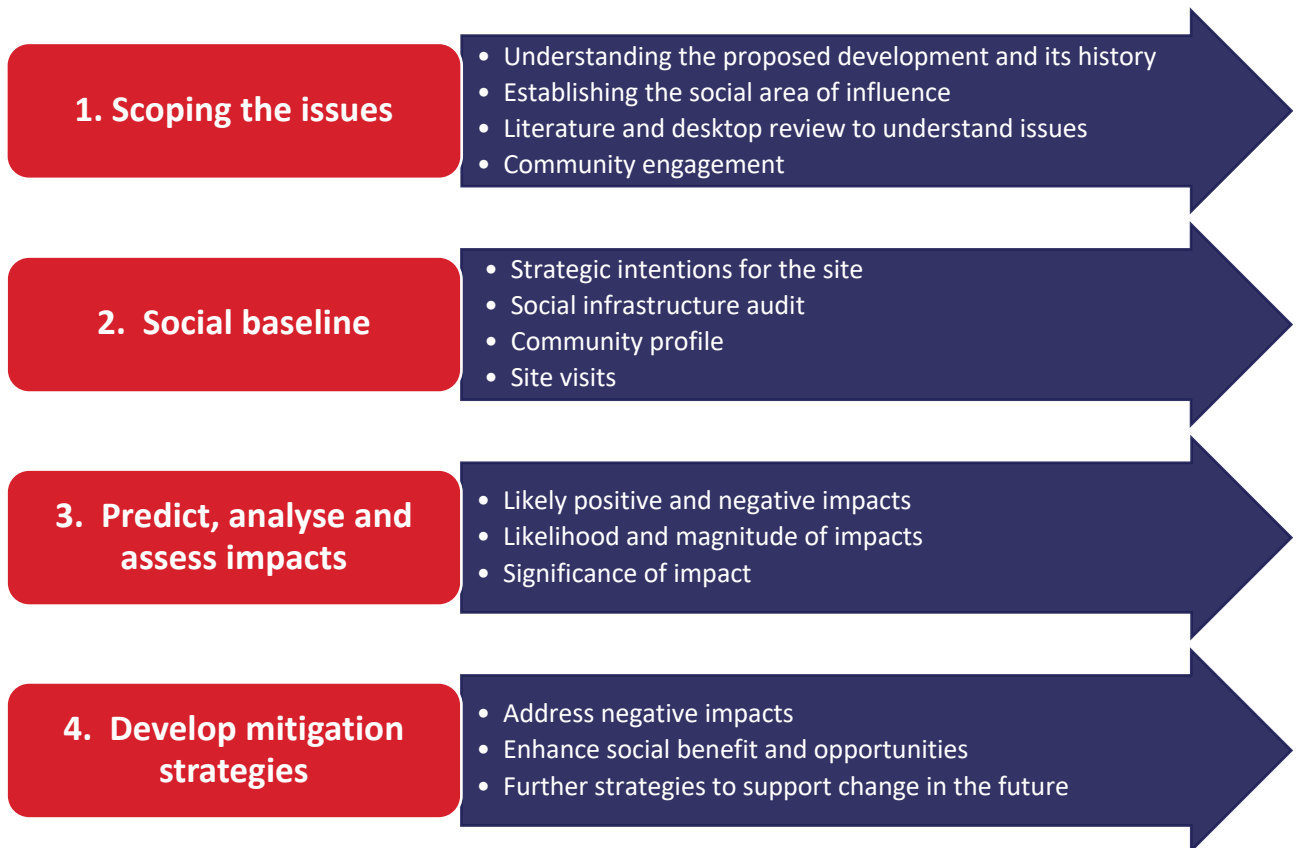 1. Scoping the issues
• Understanding the proposed development and its history
• Establishing the social area of influence
• Literature and desktop review to understand issues
• Community engagement
2. Social baseline
• Strategic intentions for the site
• Social infrastructure audit
• Community profile
• Site visits
3. Predict, analyse and
assess impacts
• Likely positive and negative impacts
• Likelihood and magnitude of impacts
• Significance of impact
4. Develop mitigation
strategies
• Address negative impacts
• Enhance social benefit and opportunities
• Further strategies to support change in the future